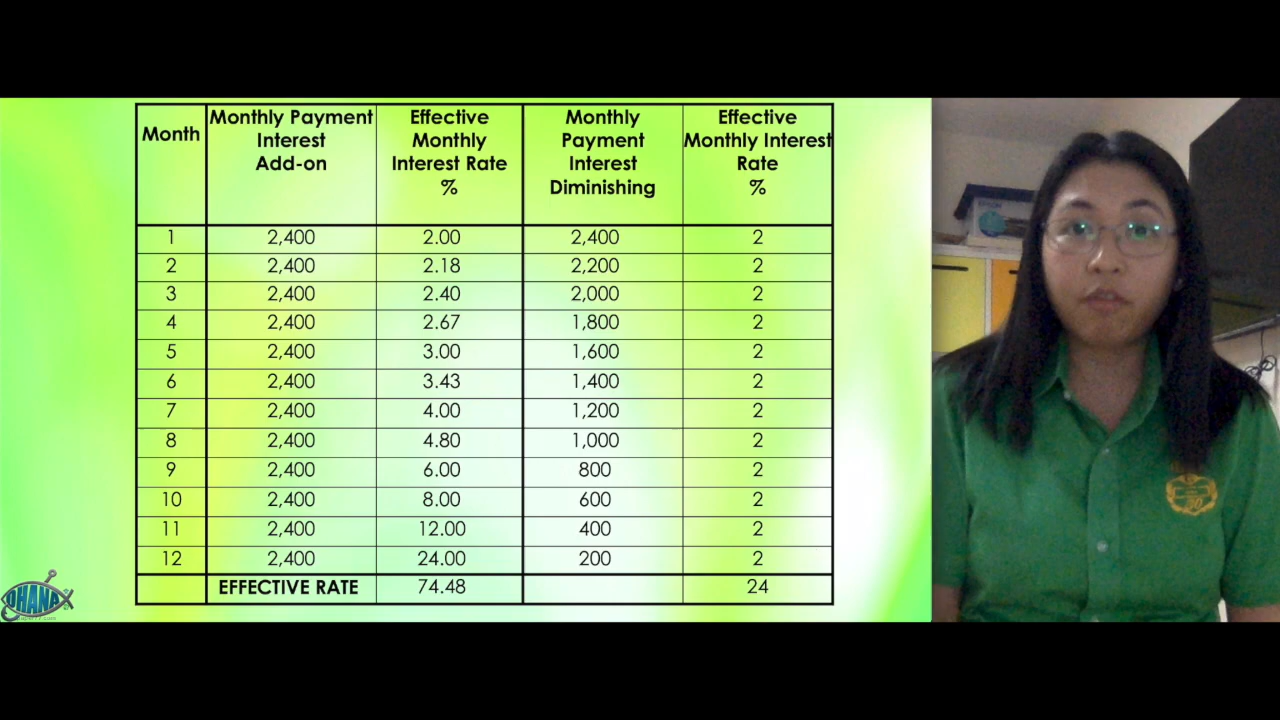 Month
Monthly Payment
Interest
Add-on
Effective
Monthly
Interest Rate
%
Monthly
Payment
Interest
Diminishing
Effective
Monthly Interest
Rate
%
1 2,400 2.00 2,400 2
2 2,400 2.18 2,200 2
3 2,400 2.40 2,000 2
4 2,400 2.67 1,800 2
5 2,400 3.00 1,600 2
6 2,400 3.43 1,400 2
7 2,400 4.00 1,200 2
8 2,400 4.80 1,000 2
9 2,400 6.00 800 2
10 2,400 8.00 600 2
11 2,400 12.00 400 2
12 2,400 24.00 200 2
EFFECTIVE RATE 74.48 24
OHANA
EPSON